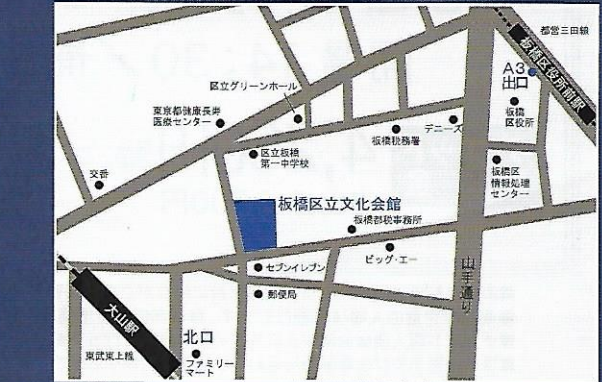 都営三田線
板橋区役所前駅
A3
出口
板橋
区役所
区立グリーンホール
東京都健康長寿
医療センター
デニーズ
板橋税務署
区立板橋
第一中学校
板橋区
情報処理
センター
交番
板橋区立文化会館
板橋都税事務所
ビッグ・エー
山手通り
セブンイレブン
郵便局
大山駅
北口
東武東上線
ファミリー
マート